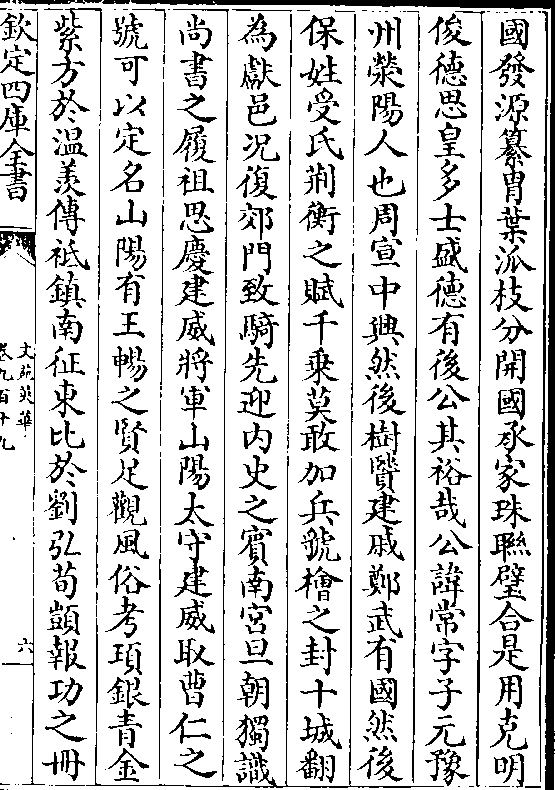 國發源纂胄葉派枝分開國承家珠聯璧合是用克明
俊德思皇多士盛德有後公其裕哉公諱常字子元豫
州滎陽人也周宣中興然後樹賢建戚鄭武有國然後
保姓受氏荆衡之賦千乗莫敢加兵號檜之封十城翻
為獻邑况復郊門致騎先迎内史之賓南宫旦朝獨識
尚書之履祖思慶建威將軍山陽太守建威取曹仁之
號可以定名山陽有王暢之賢足觀風俗考頊銀青金
紫方於溫羨傳祗鎮南征東比於劉弘荀顗報功之冊
欽定四庫全書
文苑英華
卷九百十九
六